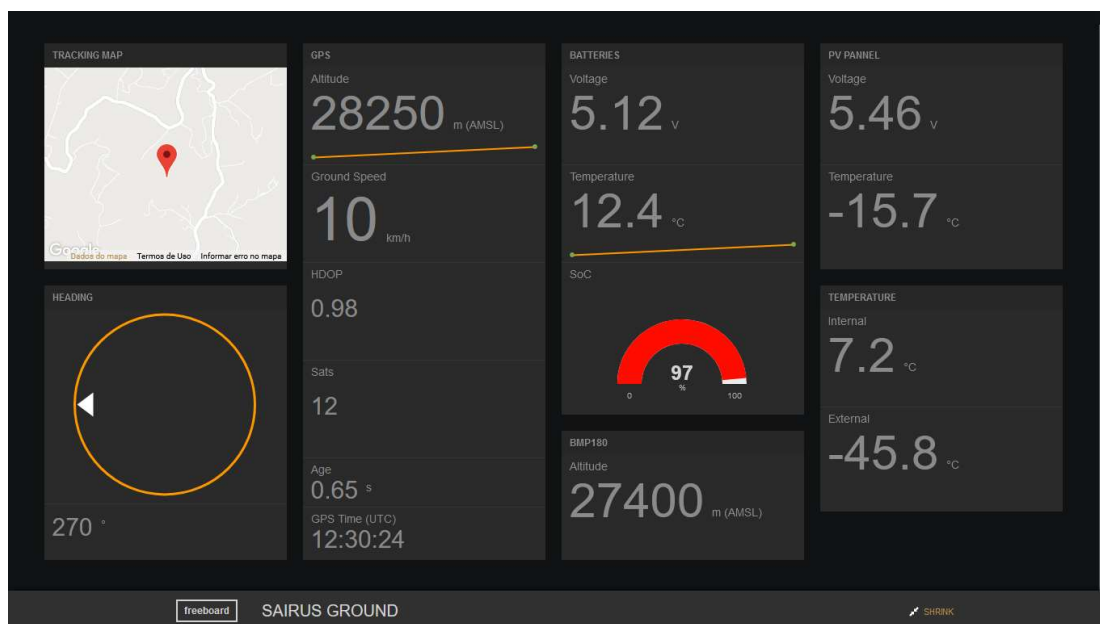 TRACKING MAP
Google
Dados do mapa Termos de Uso Informar erro no mapa
HEADING
270 °
GPS
Altitude
28250 m (AMSL)
Ground Speed
10 km/h
HDOP
0.98
Sats
12
Age
0.65 s
GPS Time (UTC)
12:30:24
BATTERIES
Voltage
5.12 V
Temperature
12.4 °C
SoC
97
%
0 100
BMP180
Altitude
27400 m (AMSL)
PV PANNEL
Voltage
5.46 V
Temperature
-15.7 °C
TEMPERATURE
Internal
7.2 °C
External
-45.8 °C
freeboard SAIRUS GROUND SHRINK